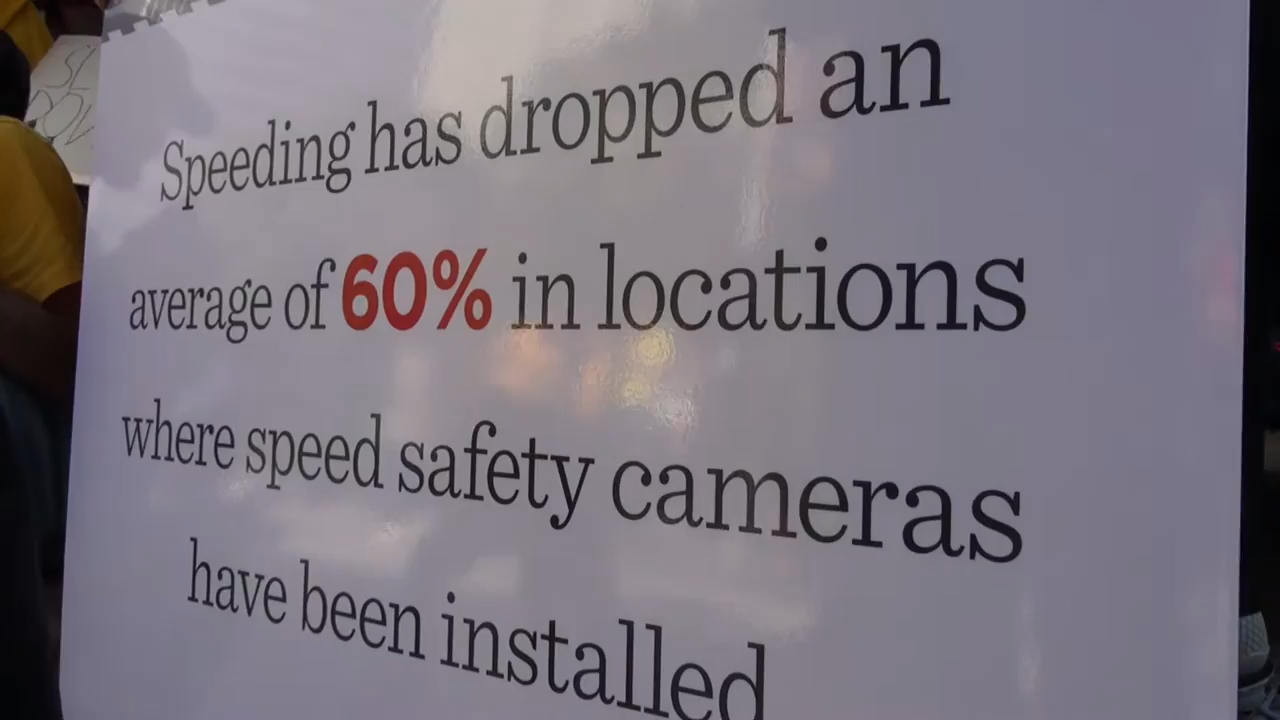 Speeding has dropped an
average of 60% in locations
where speed safety cameras
have been installed